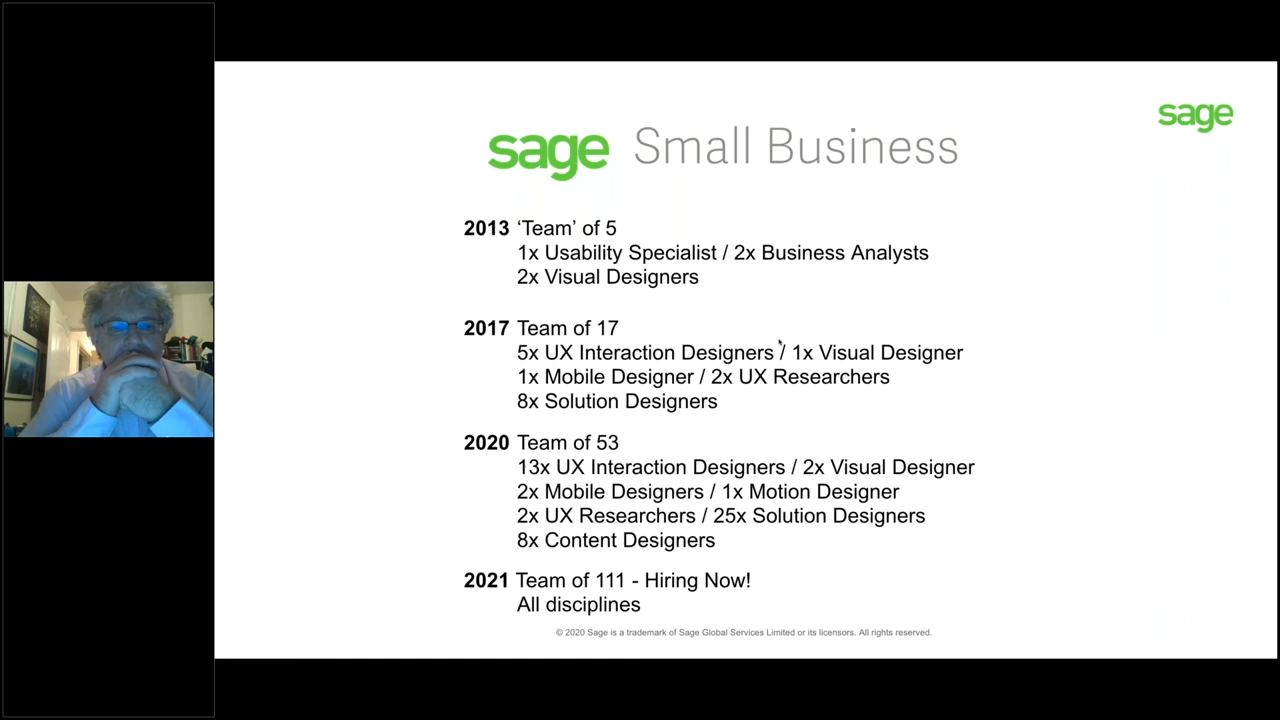 sage
sage Small Business
2013 ‘Team’ of 5
1x Usability Specialist / 2x Business Analysts
2x Visual Designers
2017 Team of 17
5x UX Interaction Designers / 1x Visual Designer
1x Mobile Designer / 2x UX Researchers
8x Solution Designers
2020 Team of 53
13x UX Interaction Designers / 2x Visual Designer
2x Mobile Designers / 1x Motion Designer
2x UX Researchers / 25x Solution Designers
8x Content Designers
2021 Team of 111 - Hiring Now!
All disciplines
© 2020 Sage is a trademark of Sage Global Services Limited or its licensors. All rights reserved.